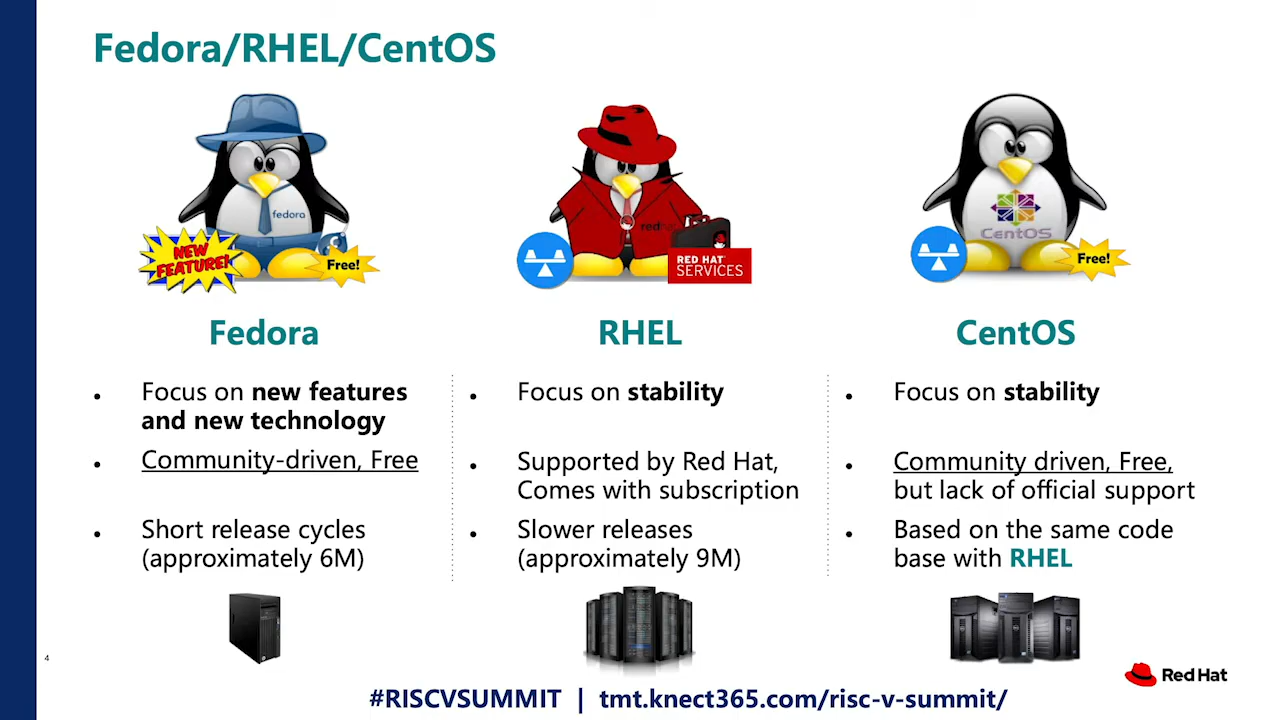 Fedora/RHEL/CentOS
fedora
NEW
FEATURE!
Free!
redhat
RED HAT
SERVICES
CentOS
Free!
Fedora
RHEL
CentOS
• Focus on new features
and new technology
• Community-driven, Free
• Short release cycles
(approximately 6M)
• Focus on stability
• Supported by Red Hat,
Comes with subscription
• Slower releases
(approximately 9M)
• Focus on stability
• Community driven, Free,
but lack of official support
• Based on the same code
base with RHEL
4
Red Hat
#RISCVSUMMIT | tmt.knect365.com/risc-v-summit/